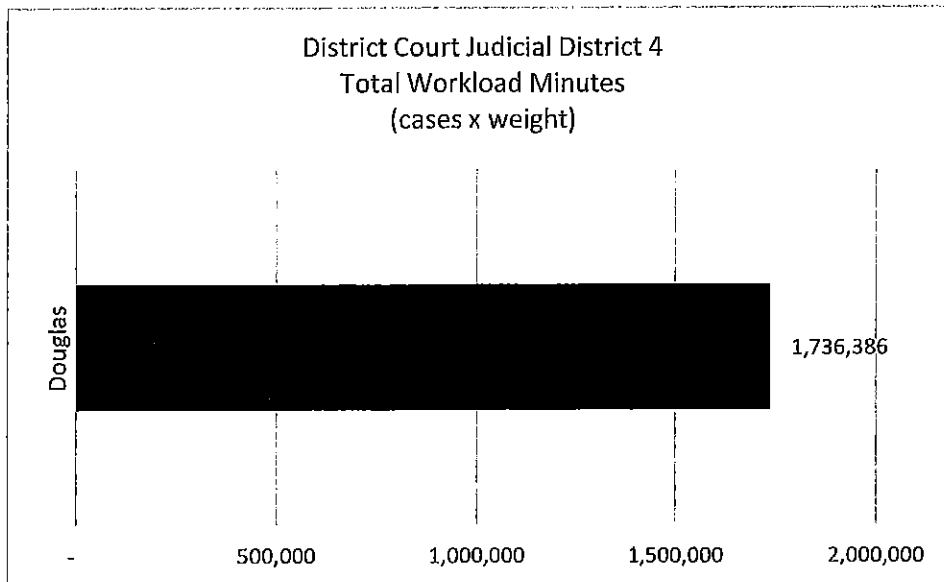 District Court Judicial District 4
Total Workload Minutes
(cases x weight)
Douglas
1,736,386
- 500,000 1,000,000 1,500,000 2,000,000